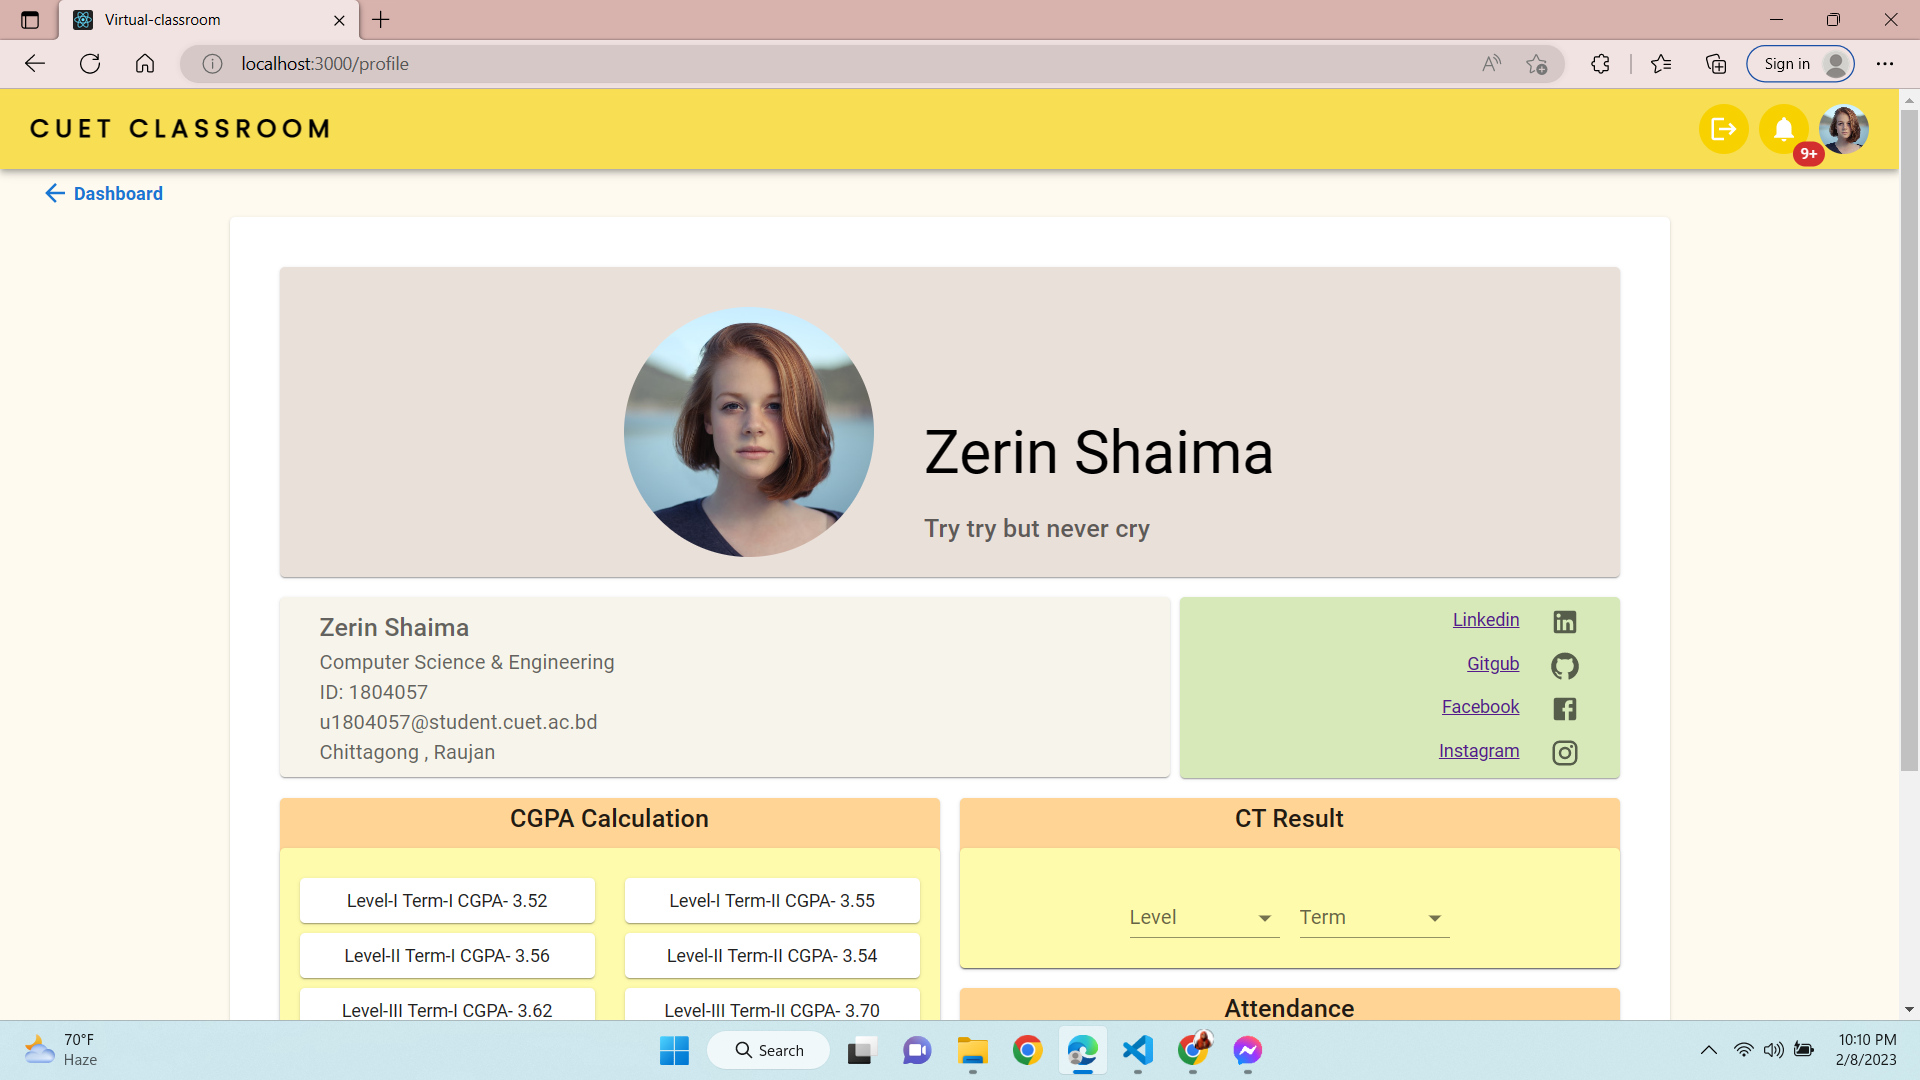 Virtual-classroom
localhost:3000/profile
Sign in
CUET CLASSROOM
9+
Dashboard
Zerin Shaima
Try try but never cry
Zerin Shaima
Computer Science & Engineering
ID: 1804057
u1804057@student.cuet.ac.bd
Chittagong , Raujan
Linkedin
Gitgub
Facebook
Instagram
CGPA Calculation
Level-I Term-I CGPA- 3.52
Level-I Term-II CGPA- 3.55
Level-II Term-I CGPA- 3.56
Level-II Term-II CGPA- 3.54
Level-III Term-I CGPA- 3.62
Level-III Term-II CGPA- 3.70
CT Result
Level
Term
Attendance
70°F
Haze
Search
10:10 PM
2/8/2023